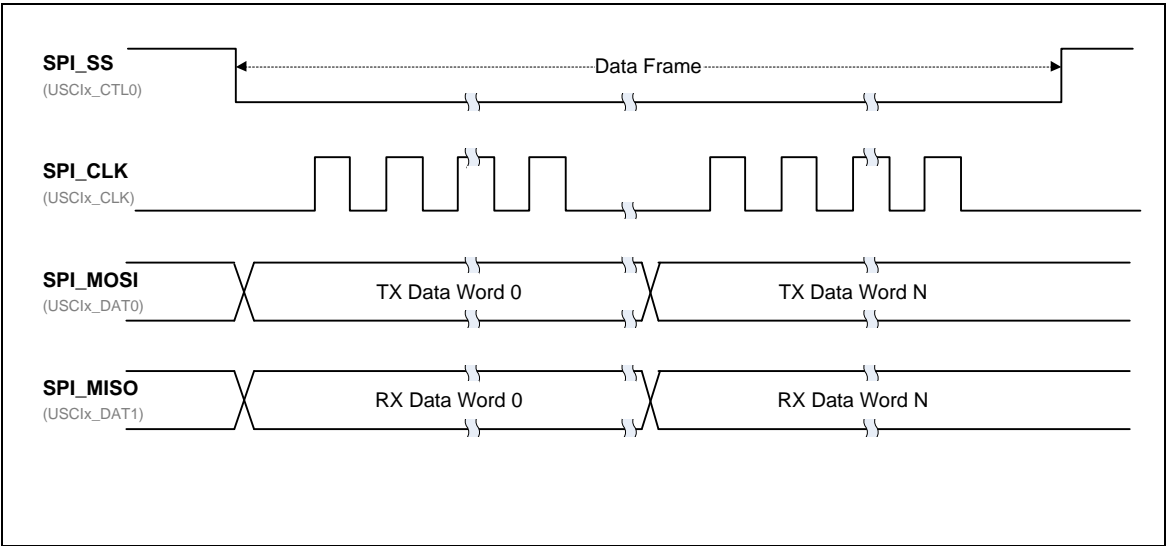 SPI_SS
(USCIx_CTL0)
Data Frame
SPI_CLK
(USCIx_CLK)
SPI_MOSI
(USCIx_DAT0)
TX Data Word 0
TX Data Word N
SPI_MISO
(USCIx_DAT1)
RX Data Word 0
RX Data Word N